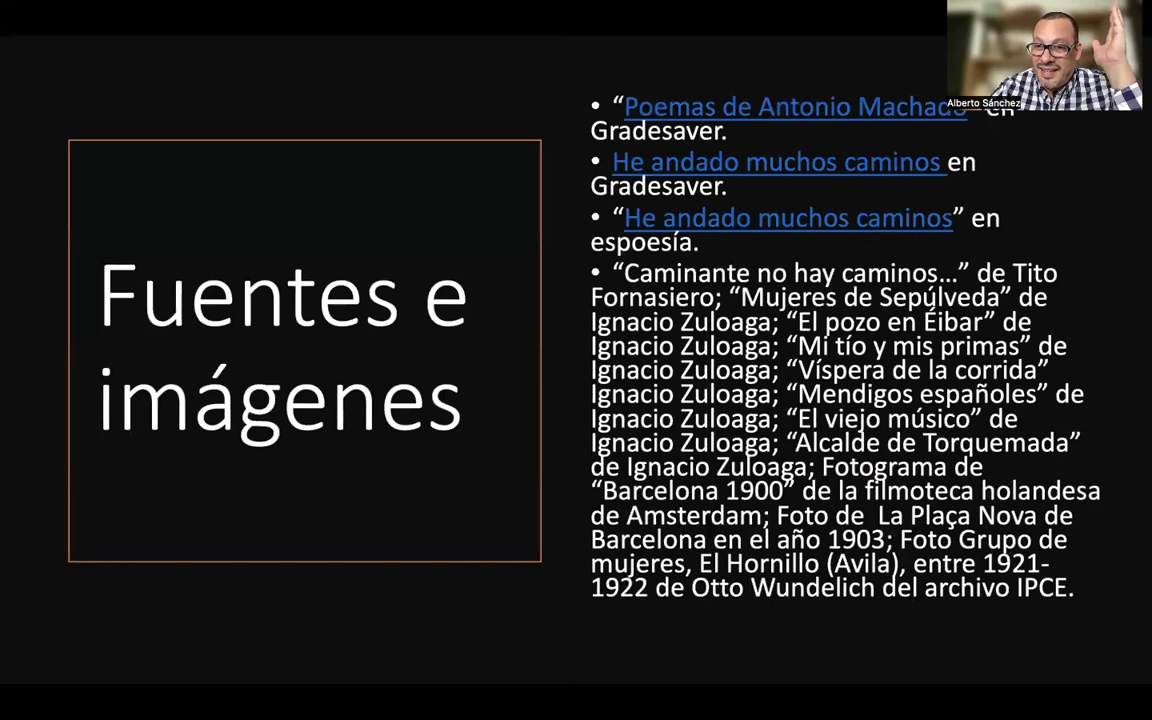 Alberto Sánchez
Fuentes e
imágenes
• “Poemas de Antonio Machado” en
Gradesaver.
• He andado muchos caminos en
Gradesaver.
• “He andado muchos caminos” en
espoesía.
• “Caminante no hay caminos…” de Tito
Fornasiero; “Mujeres de Sepúlveda” de
Ignacio Zuloaga; “El pozo en Éibar” de
Ignacio Zuloaga; “Mi tío y mis primas” de
Ignacio Zuloaga; “Víspera de la corrida”
Ignacio Zuloaga; “Mendigos españoles” de
Ignacio Zuloaga; “El viejo músico” de
Ignacio Zuloaga; “Alcalde de Torquemada”
de Ignacio Zuloaga; Fotograma de
“Barcelona 1900” de la filmoteca holandesa
de Amsterdam; Foto de La Plaça Nova de
Barcelona en el año 1903; Foto Grupo de
mujeres, El Hornillo (Avila), entre 1921-
1922 de Otto Wundelich del archivo IPCE.